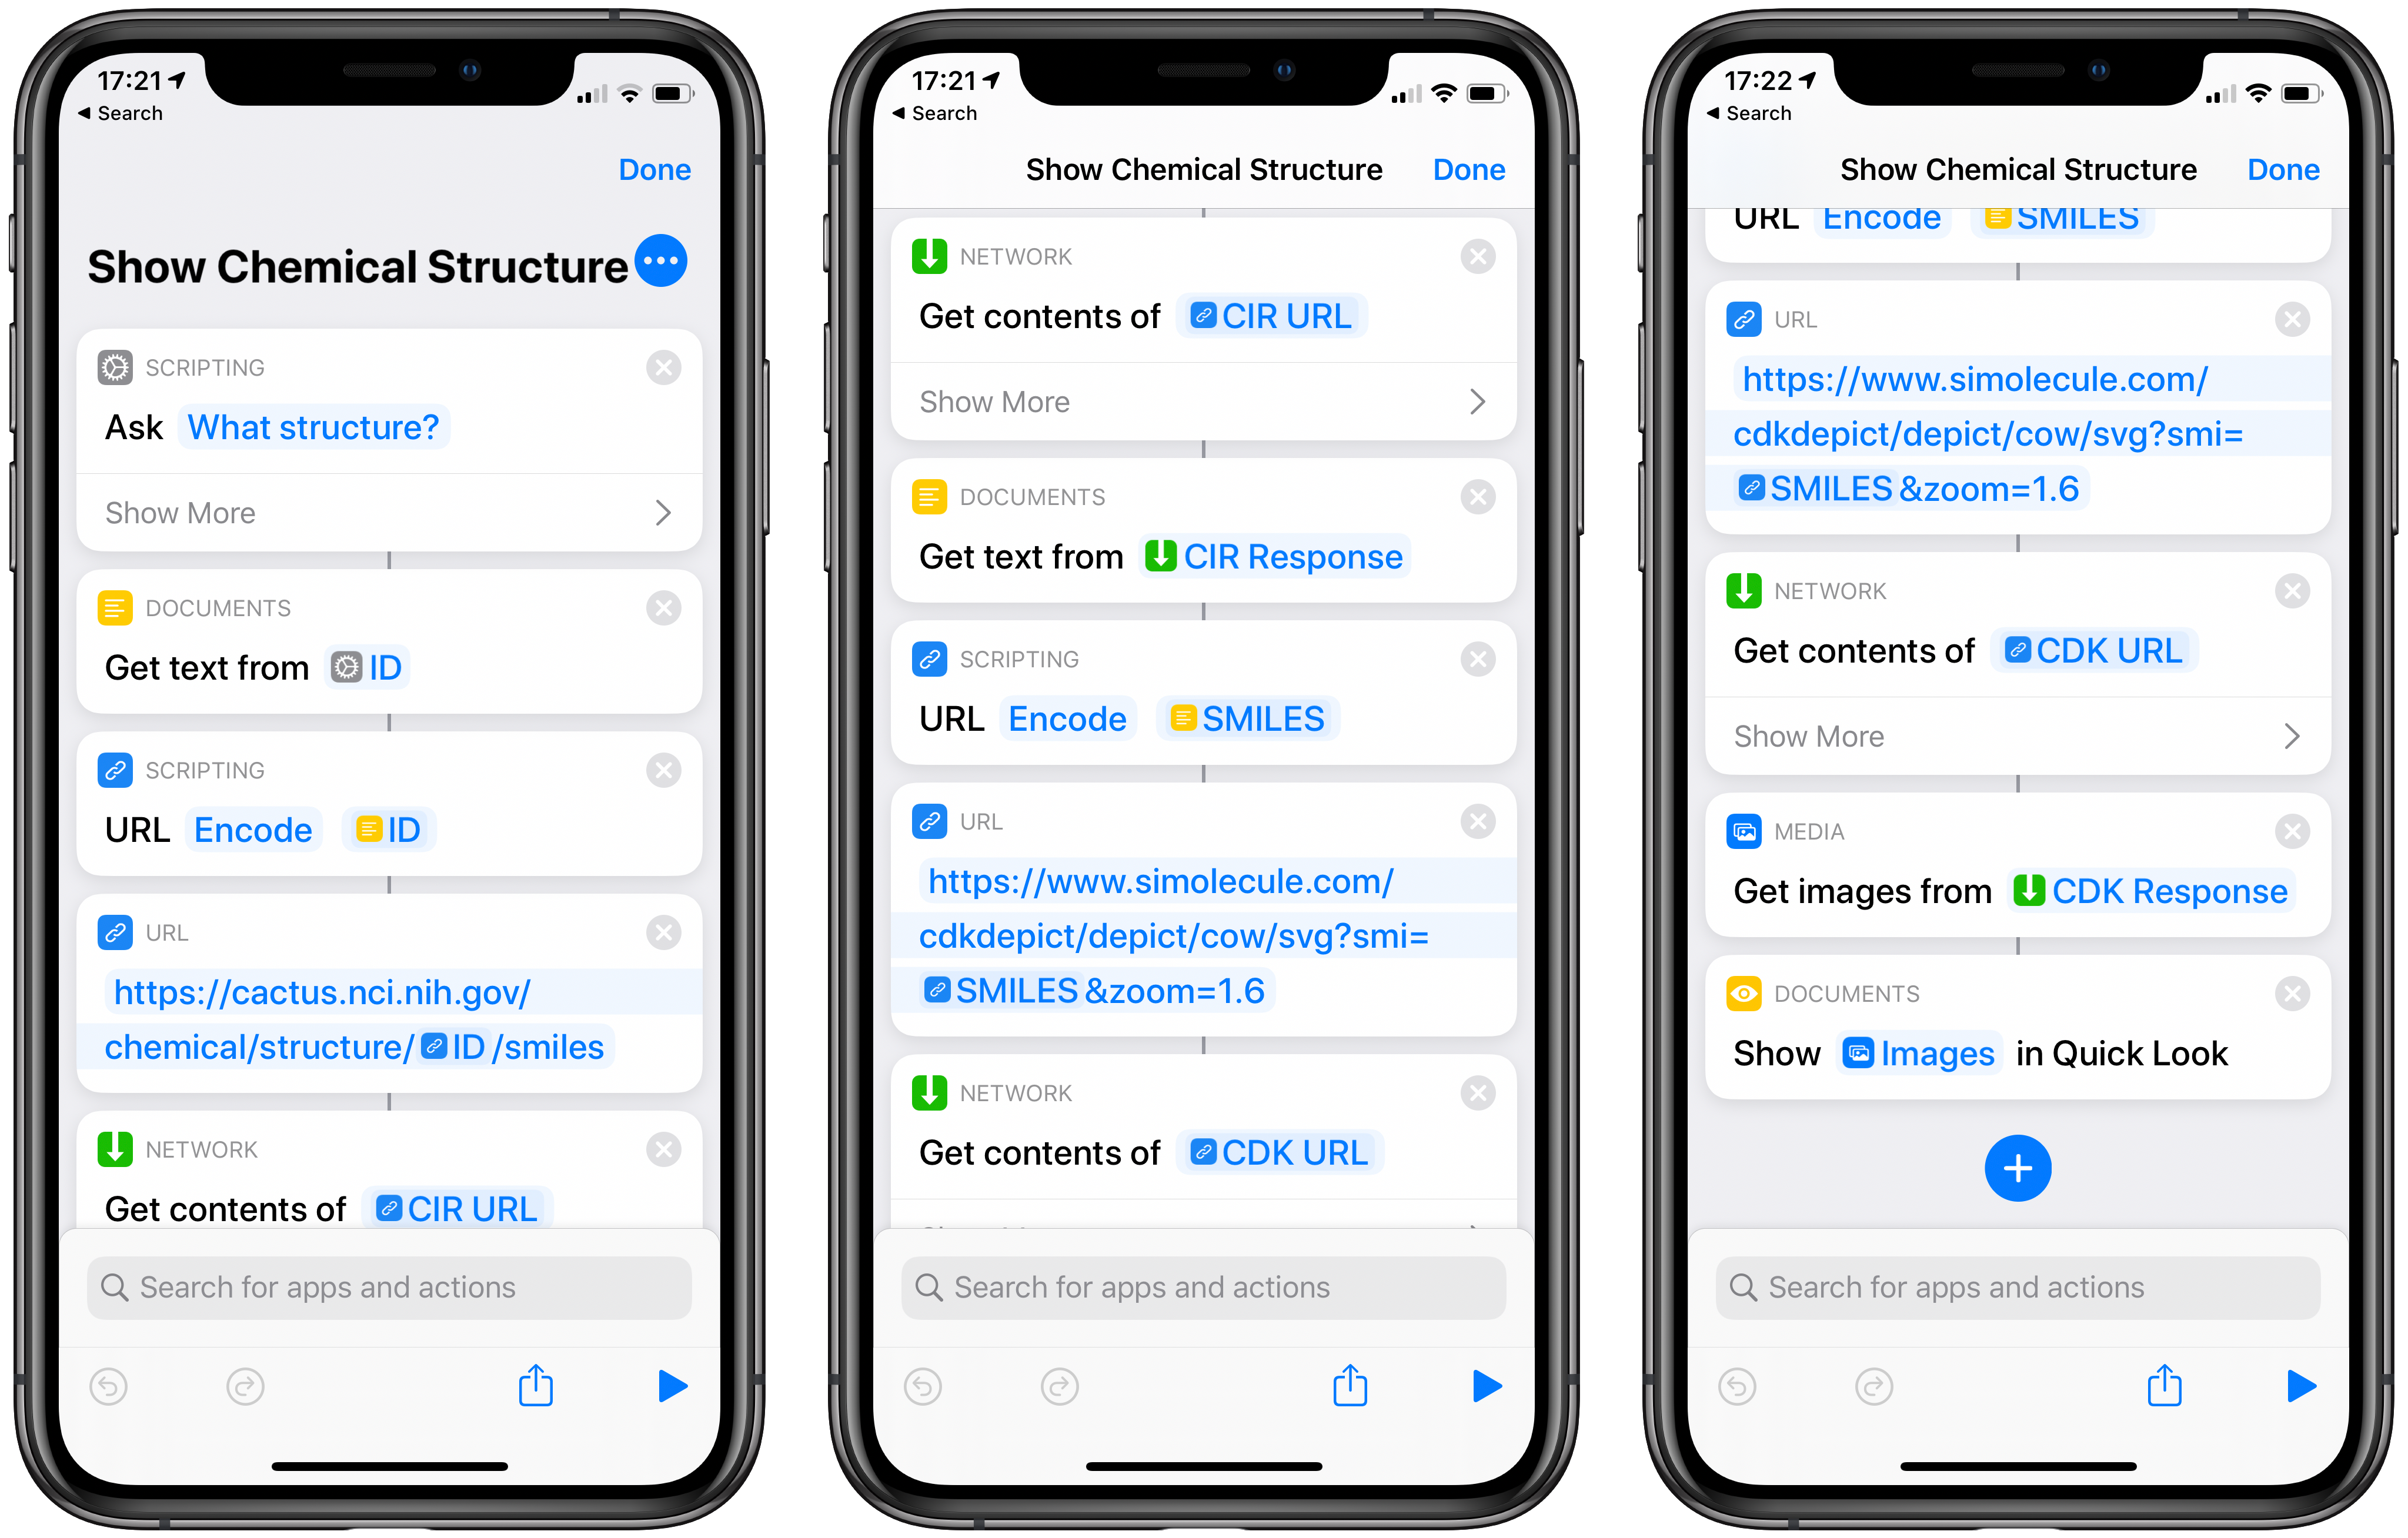 17:21
Search
Done
Show Chemical Structure
SCRIPTING
Ask What structure?
Show More
DOCUMENTS
Get text from ID
SCRIPTING
URL Encode ID
URL
https://cactus.nci.nih.gov/
chemical/structure/ID/smiles
NETWORK
Get contents of CIR URL
Search for apps and actions
17:21
Search
Show Chemical Structure Done
NETWORK
Get contents of CIR URL
Show More
DOCUMENTS
Get text from CIR Response
SCRIPTING
URL Encode SMILES
URL
https://www.simolecule.com/
cdkdepict/depict/cow/svg?smi=
SMILES&zoom=1.6
NETWORK
Get contents of CDK URL
Search for apps and actions
17:22
Search
Show Chemical Structure Done
URL Encode SMILES
URL
https://www.simolecule.com/
cdkdepict/depict/cow/svg?smi=
SMILES&zoom=1.6
NETWORK
Get contents of CDK URL
Show More
MEDIA
Get images from CDK Response
DOCUMENTS
Show Images in Quick Look
Search for apps and actions